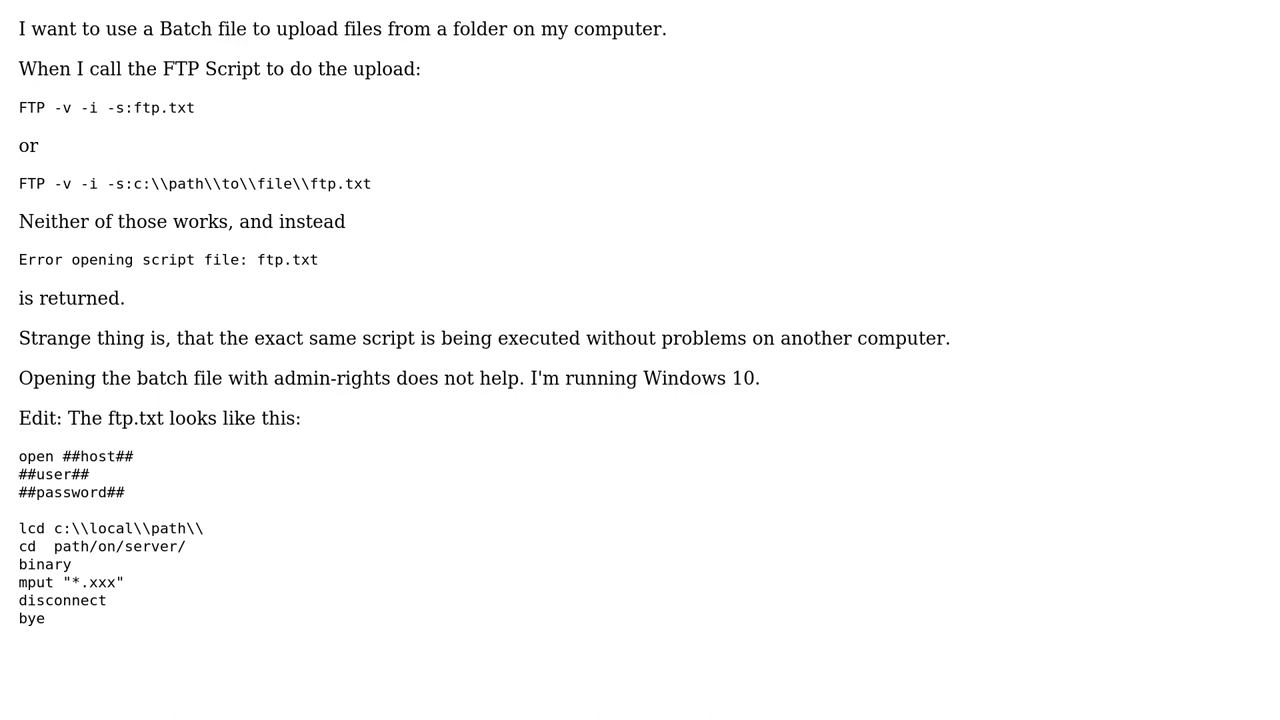 I want to use a Batch file to upload files from a folder on my computer.
When I call the FTP Script to do the upload:
FTP -v -i -s:ftp.txt
or
FTP -v -i -s:c:\\path\\to\\file\\ftp.txt
Neither of those works, and instead
Error opening script file: ftp.txt
is returned.
Strange thing is, that the exact same script is being executed without problems on another computer.
Opening the batch file with admin-rights does not help. I'm running Windows 10.
Edit: The ftp.txt looks like this:
open ##host##
##user##
##password##
lcd c:\\local\\path\\
cd  path/on/server/
binary
mput "*.xxx"
disconnect
bye